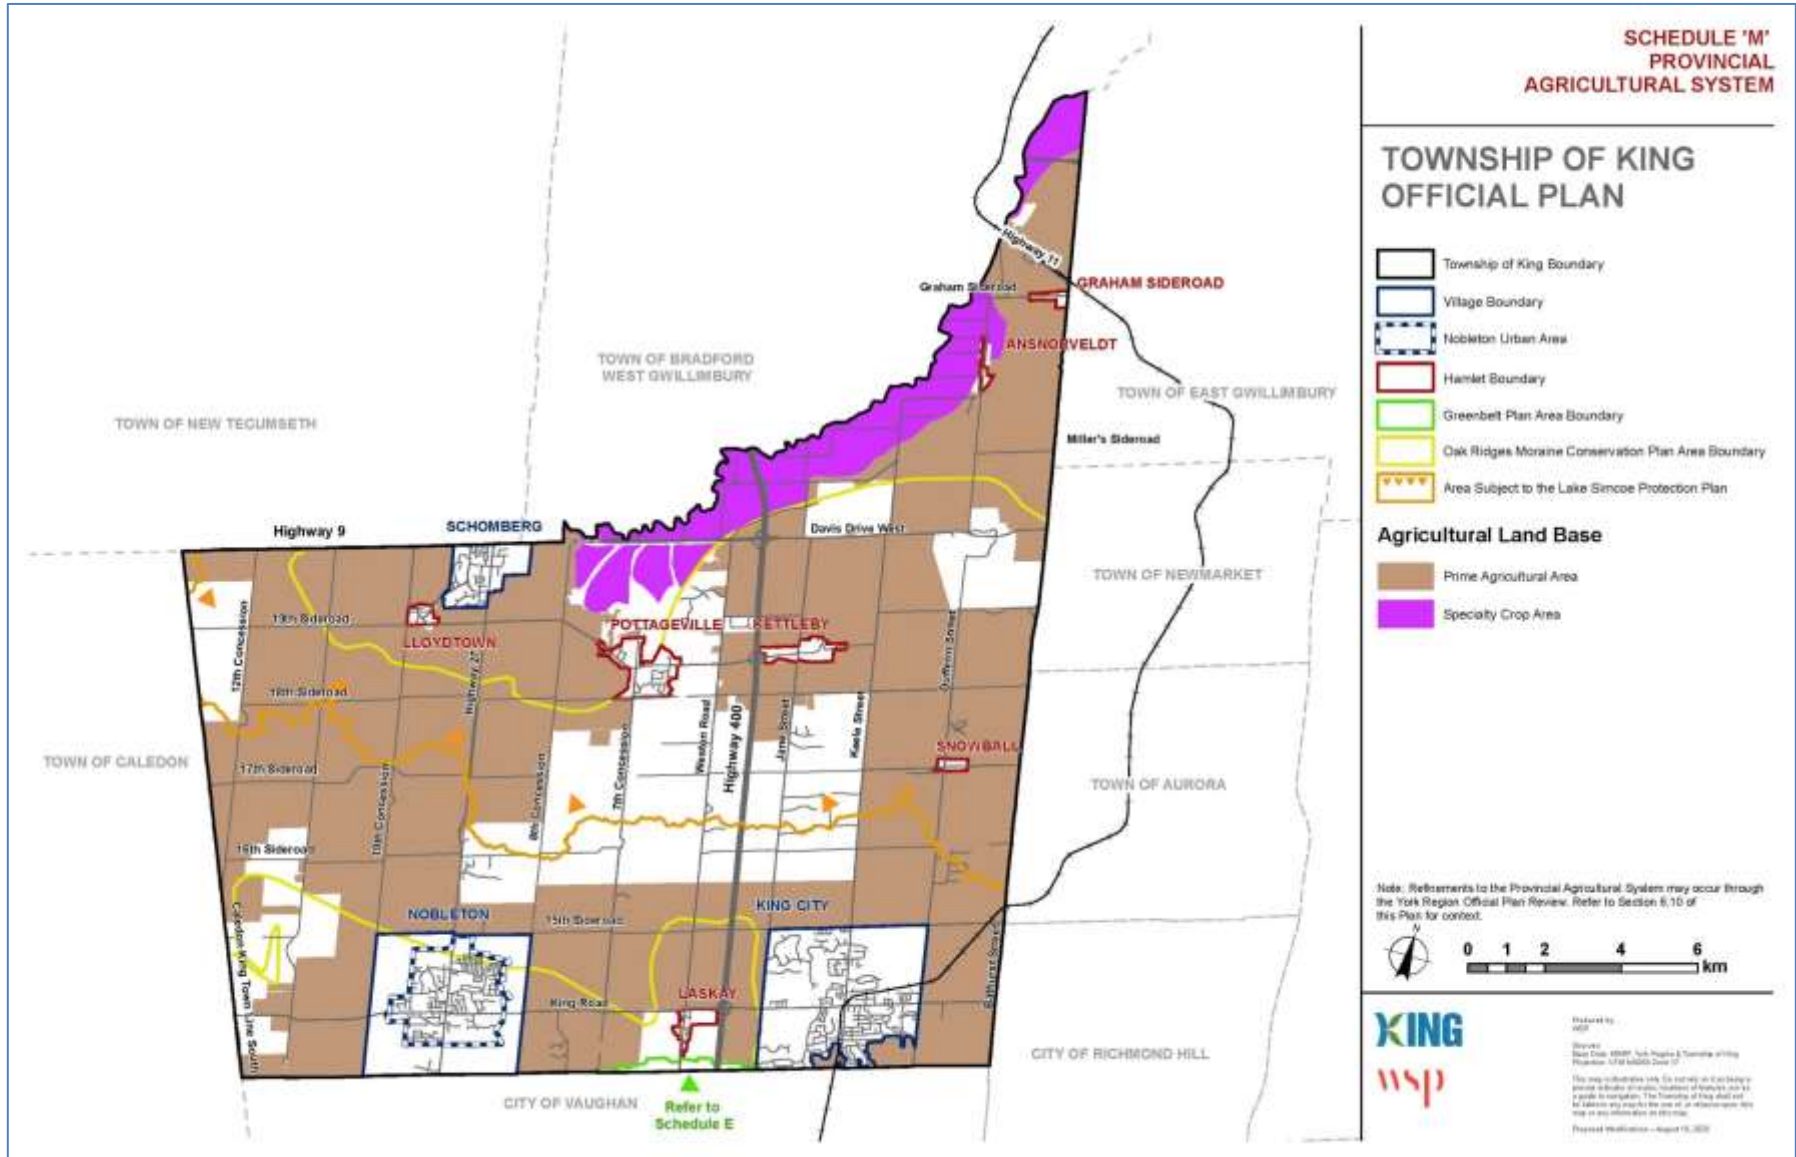 SCHEDULE 'M'
PROVINCIAL
AGRICULTURAL SYSTEM
TOWNSHIP OF KING
OFFICIAL PLAN
Township of King Boundary
Village Boundary
Nobleton Urban Area
Hamlet Boundary
Greenbelt Plan Area Boundary
Oak Ridges Moraine Conservation Plan Area Boundary
Area Subject to the Lake Simcoe Protection Plan
Agricultural Land Base
Prime Agricultural Area
Specialty Crop Area
Note: Refinements to the Provincial Agricultural System may occur through
the York Region Official Plan Review. Refer to Section 6.10 of
this Plan for context.
N
0 1 2 4 6
km
KING
wsp
Highway 11
Graham Sideroad
GRAHAM SIDEROAD
ANSNORVELDT
TOWN OF BRADFORD
WEST GWILLIMBURY
TOWN OF EAST GWILLIMBURY
TOWN OF NEW TECUMSETH
Miller's Sideroad
Highway 9
SCHOMBERG
Davis Drive West
TOWN OF NEWMARKET
12th Concession
19th Sideroad
LLOYDTOWN
POTTAGEVILLE
KETTLEBY
Dufferin Street
18th Sideroad
Highway 27
Weston Road
Highway 400
Jane Street
Keele Street
SNOWBALL
TOWN OF CALEDON
17th Sideroad
10th Concession
8th Concession
7th Concession
TOWN OF AURORA
16th Sideroad
NOBLETON
15th Sideroad
KING CITY
Caledon King Town Line South
King Road
LASKAY
Bathurst Street
CITY OF RICHMOND HILL
CITY OF VAUGHAN
Refer to
Schedule E